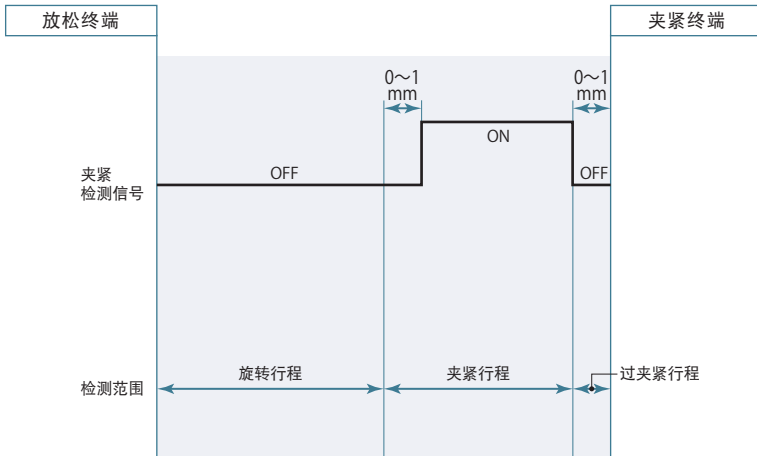 放松终端
夹紧终端
0～1
mm
0～1
mm
ON
夹紧
检测信号
OFF
OFF
检测范围
旋转行程
夹紧行程
过夹紧行程